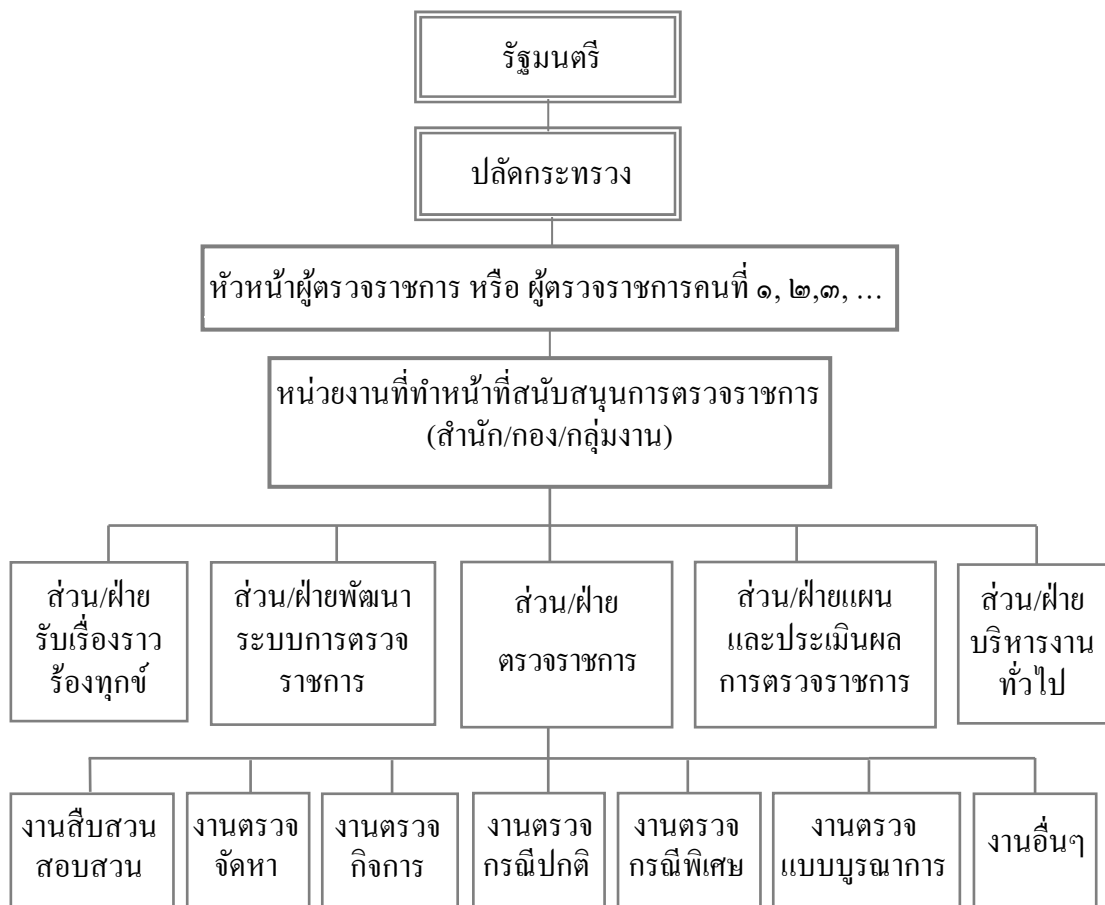 รัฐมนตรี
ปลัดกระทรวง
หัวหน้าผู้ตรวจราชการ หรือ ผู้ตรวจราชการคนที่ ๑, ๒,๓, ...
หน่วยงานที่ทำหน้าที่สนับสนุนการตรวจราชการ
(สำนัก/กอง/กลุ่มงาน)
ส่วน/ฝ่าย
รับเรื่องราว
ร้องทุกข์
ส่วน/ฝ่ายพัฒนา
ระบบการตรวจ
ราชการ
ส่วน/ฝ่าย
ตรวจราชการ
ส่วน/ฝ่ายแผน
และประเมินผล
การตรวจราชการ
ส่วน/ฝ่าย
บริหารงาน
ทั่วไป
งานสืบสวน
สอบสวน
งานตรวจ
จัดหา
งานตรวจ
กิจการ
งานตรวจ
กรณีปกติ
งานตรวจ
กรณีพิเศษ
งานตรวจ
แบบบูรณาการ
งานอื่นๆ